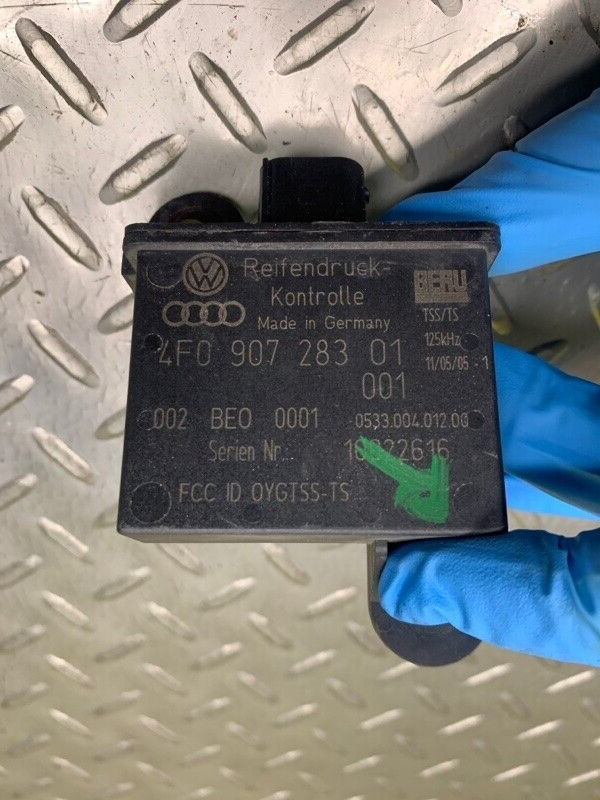 Reifendruck-
Kontrolle
Made in Germany
BERU
TSS/TS
125kHz
11/05/05 - 1
4F0 907 283 01
001
002 BE0 0001
0533.004.012.00
Serien Nr.
FCC ID OYGTSS-TS